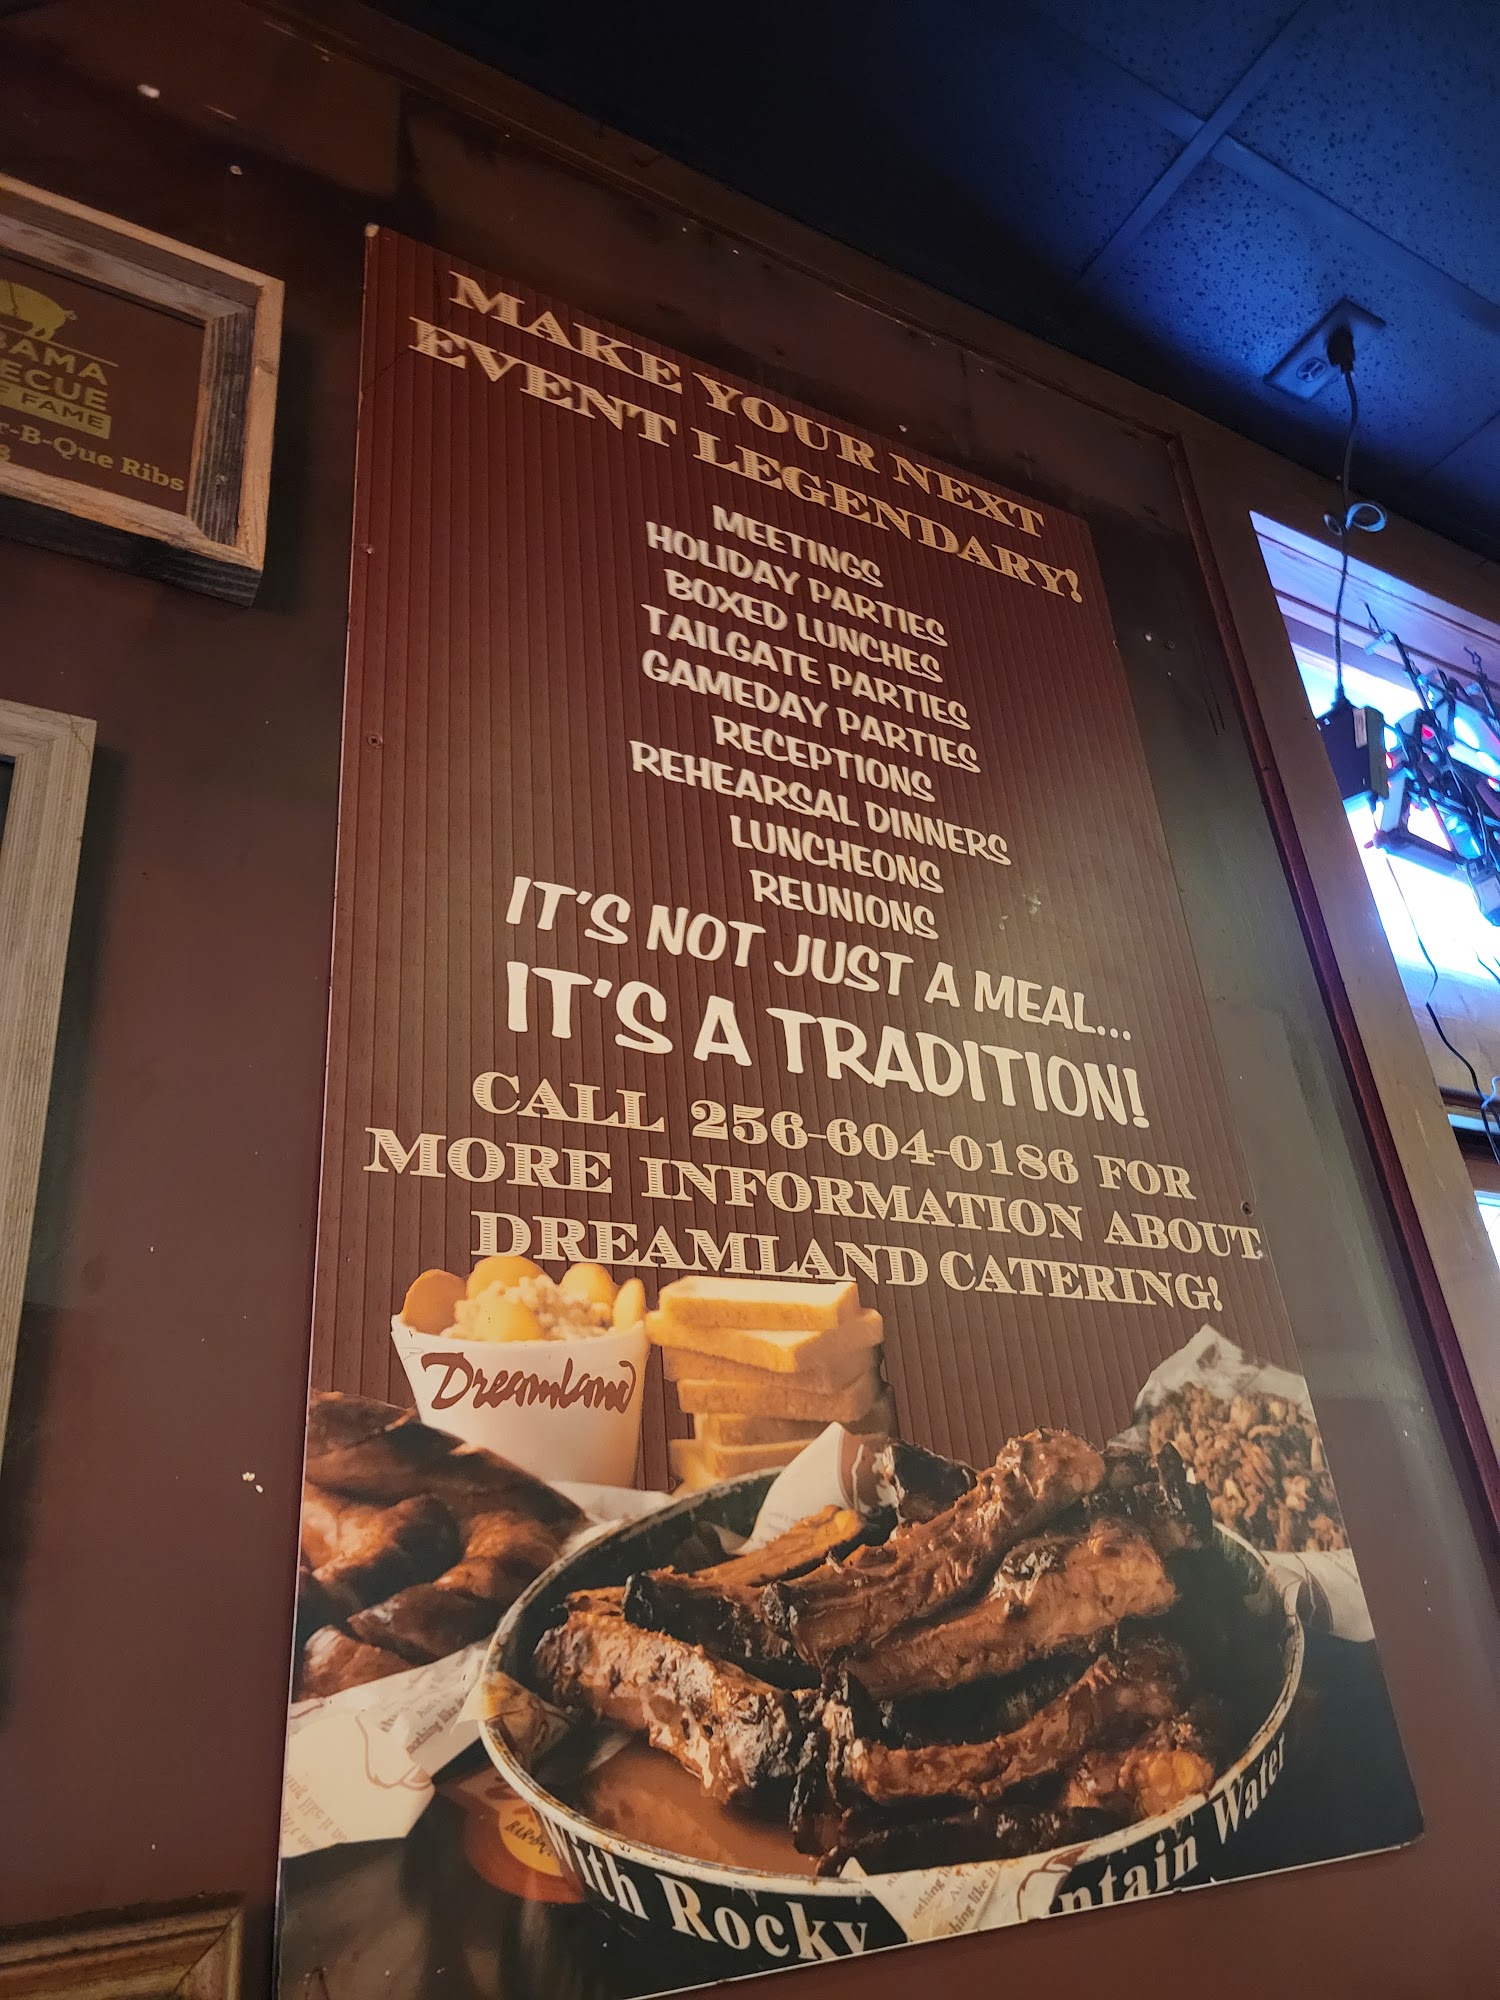 BAMA
ECUE
FAME
-B-Que Ribs
MAKE YOUR NEXT
EVENT LEGENDARY!
MEETINGS
HOLIDAY PARTIES
BOXED LUNCHES
TAILGATE PARTIES
GAMEDAY PARTIES
RECEPTIONS
REHEARSAL DINNERS
LUNCHEONS
REUNIONS
IT'S NOT JUST A MEAL...
IT'S A TRADITION!
CALL 256-604-0186 FOR
MORE INFORMATION ABOUT
DREAMLAND CATERING!
Dreamland
nothing like
With Rocky
ntain Water